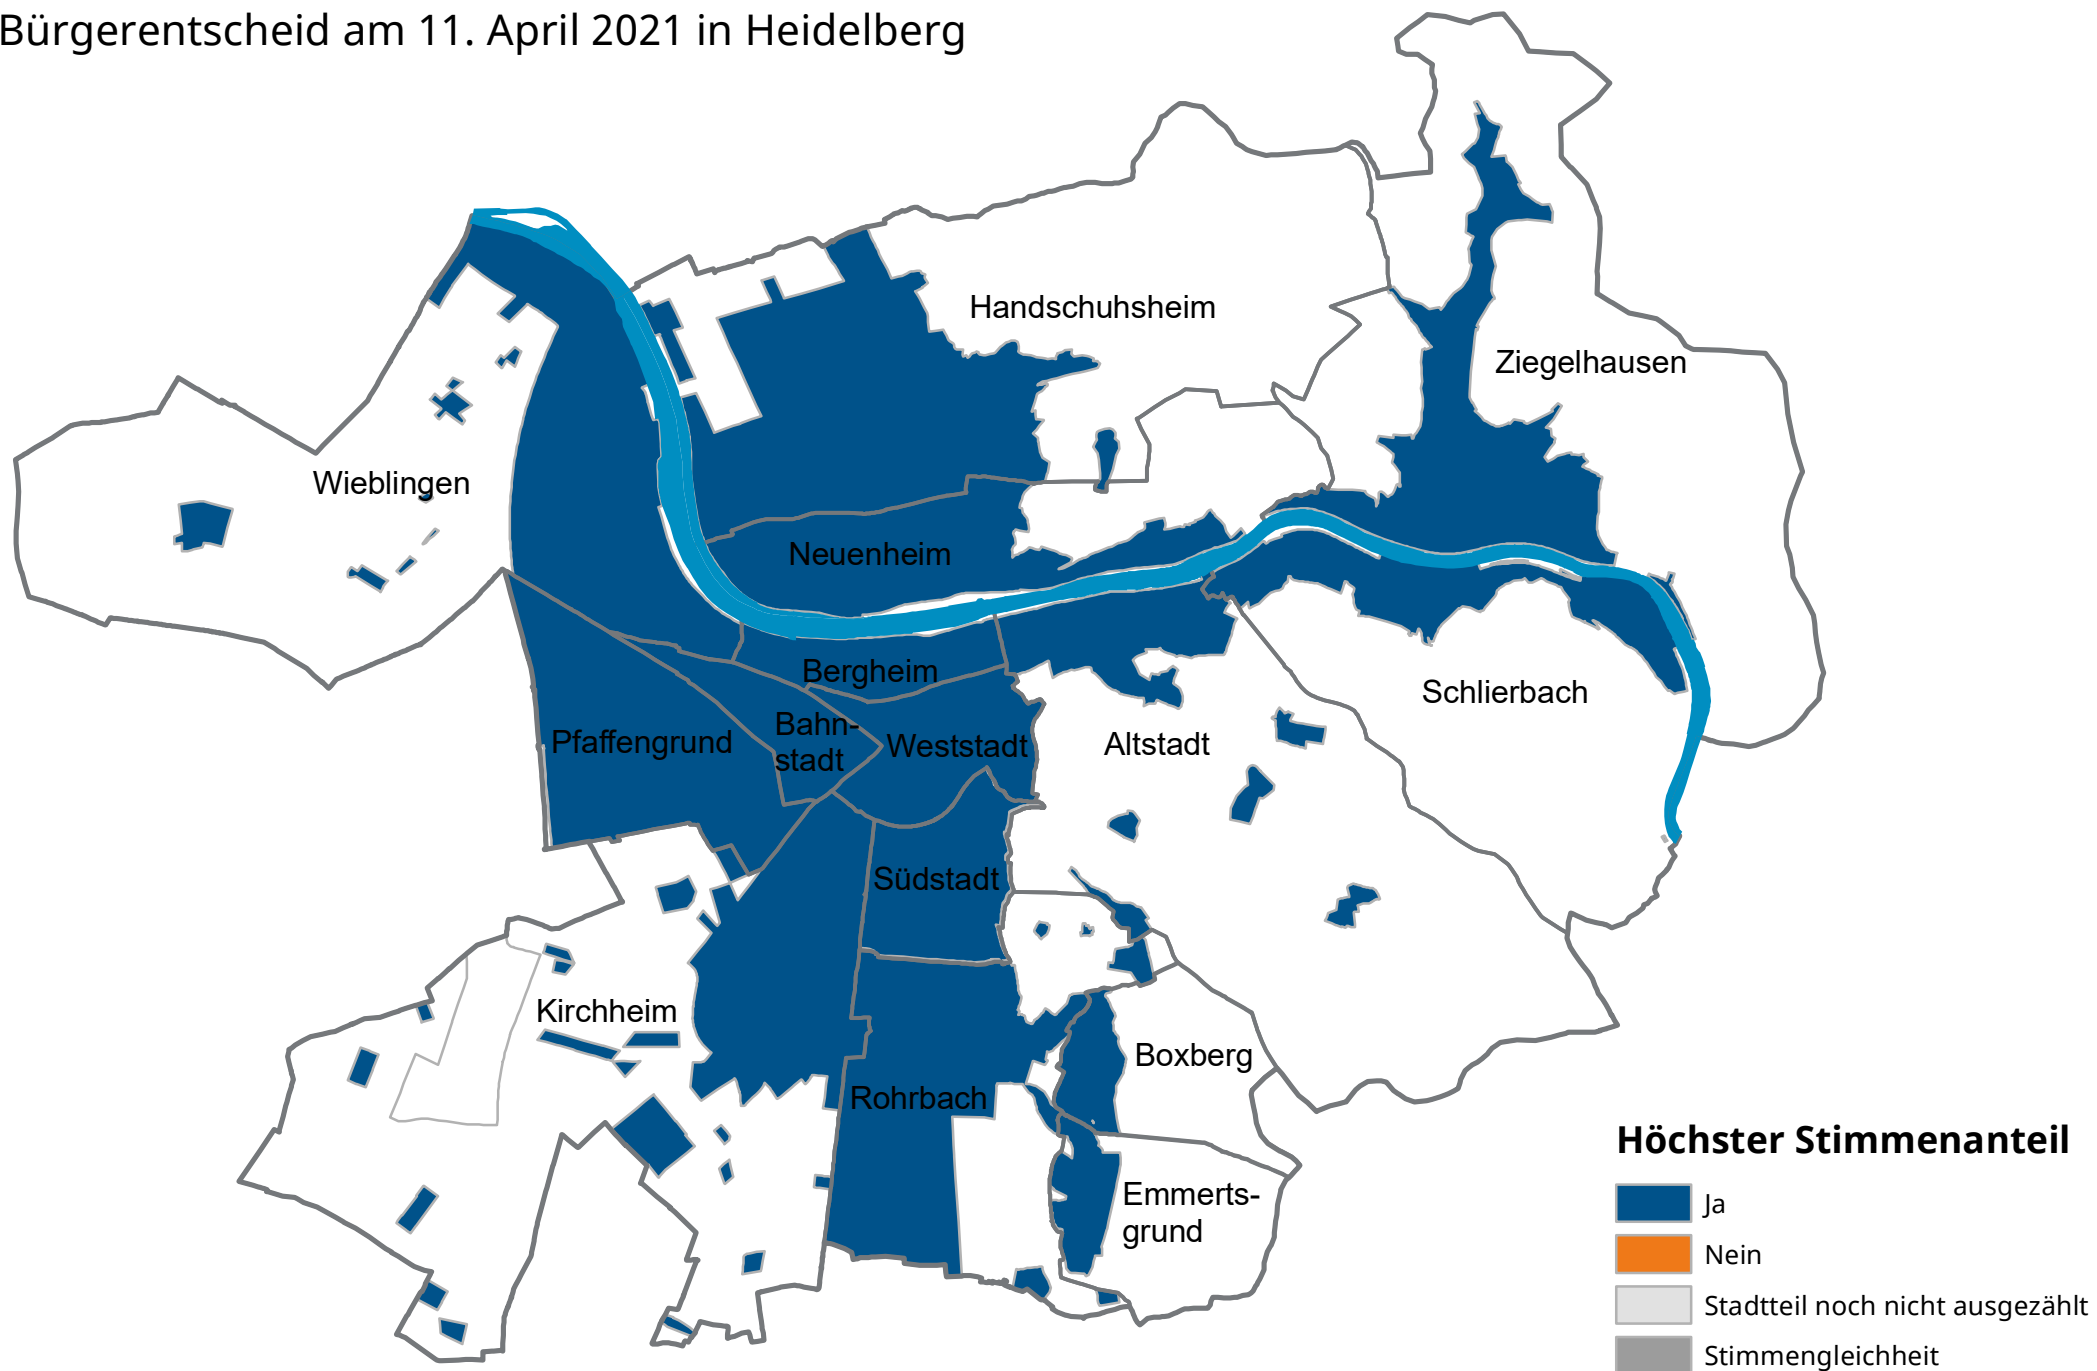 Bürgerentscheid am 11. April 2021 in Heidelberg
Handschuhsheim
Ziegelhausen
Wieblingen
Neuenheim
Bergheim
Schlierbach
Pfaffengrund
Bahn-
stadt
Weststadt
Altstadt
Südstadt
Kirchheim
Boxberg
Rohrbach
Emmerts-
grund
Höchster Stimmenanteil
Ja
Nein
Stadtteil noch nicht ausgezählt
Stimmengleichheit